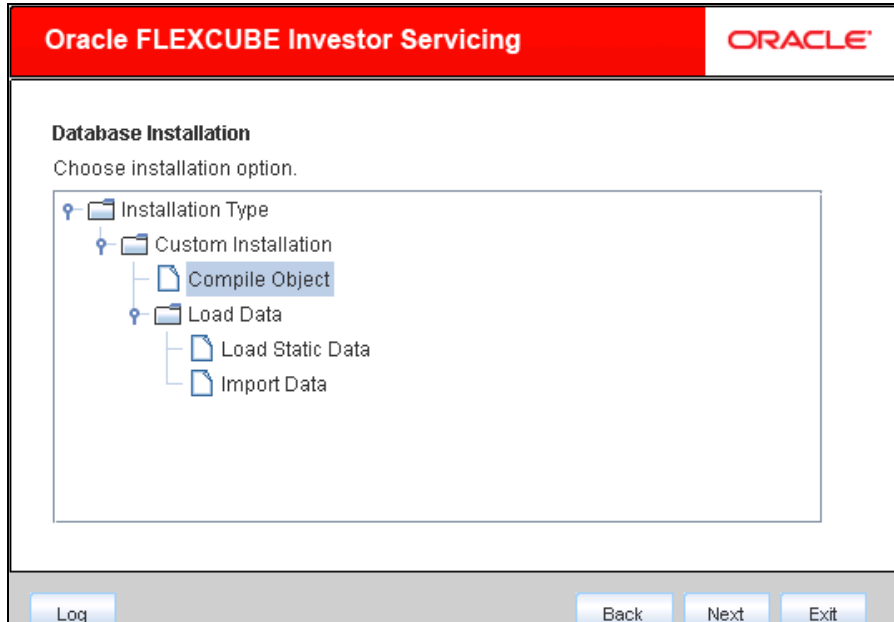 Oracle FLEXCUBE Investor Servicing
ORACLE
Database Installation
Choose installation option.
Installation Type
Custom Installation
Compile Object
Load Data
Load Static Data
Import Data
Log
Back
Next
Exit